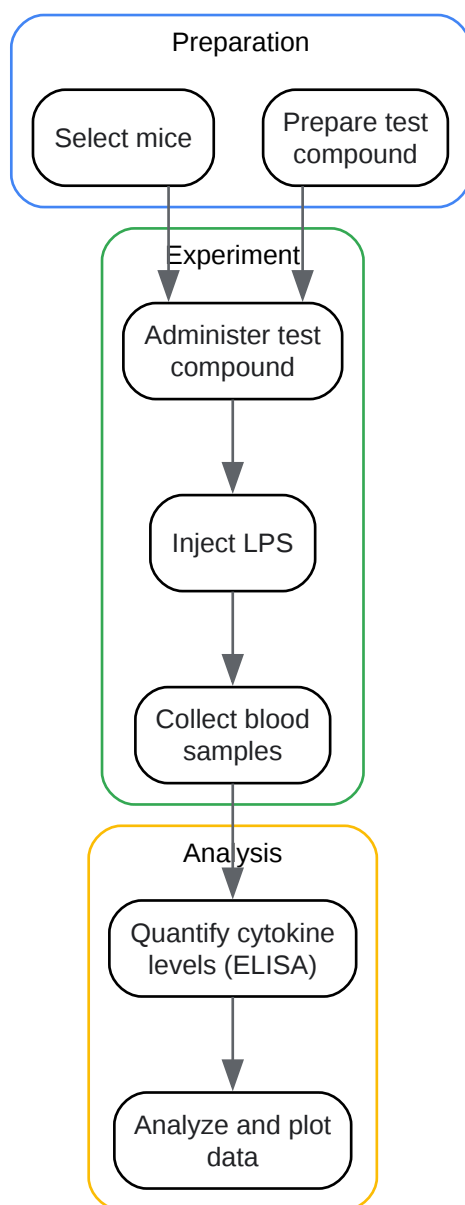 Preparation
Select mice
Prepare test
compound
Experiment
Administer test
compound
Inject LPS
Collect blood
samples
Analysis
Quantify cytokine
levels (ELISA)
Analyze and plot
data